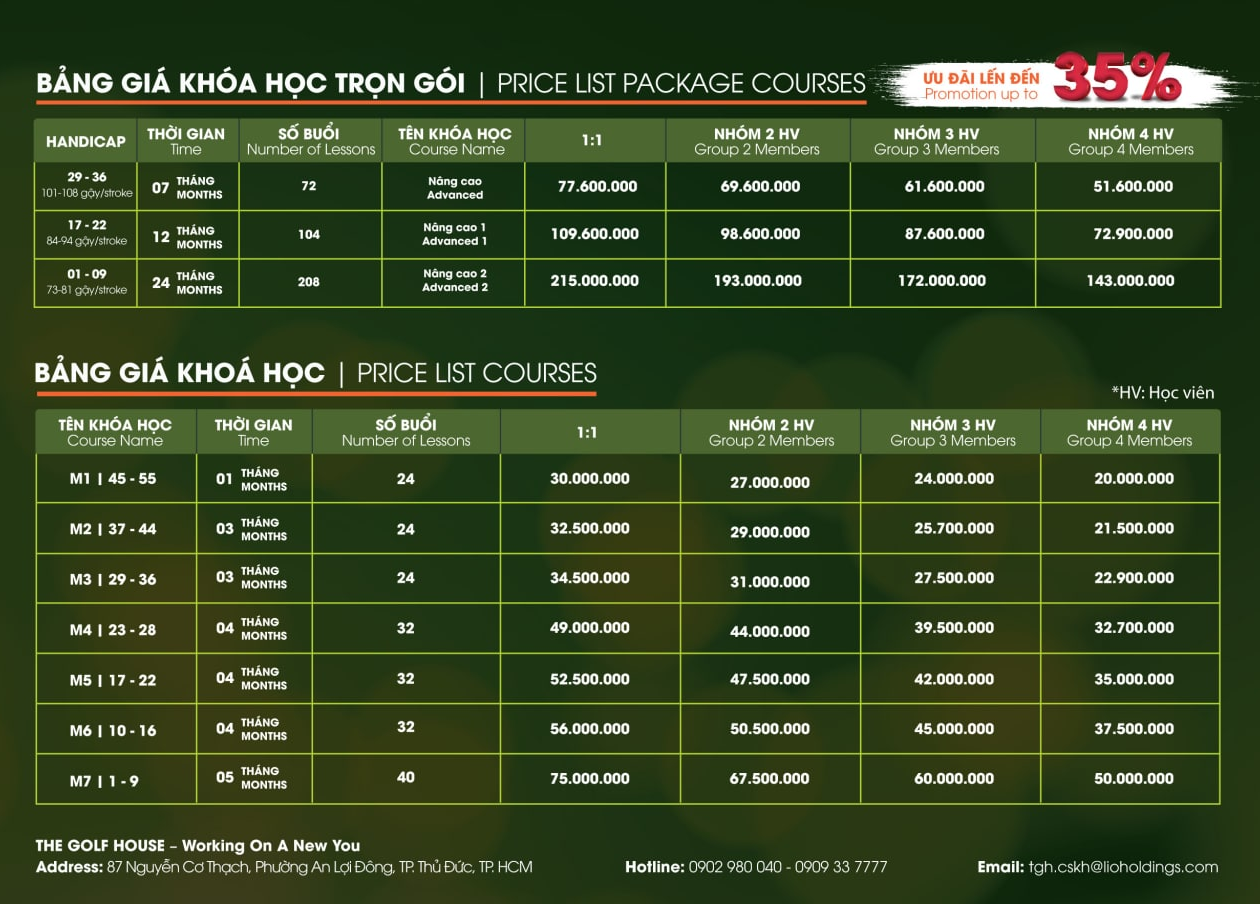 BẢNG GIÁ KHÓA HỌC TRỌN GÓI | PRICE LIST PACKAGE COURSES
ƯU ĐÃI LÊN ĐẾN
Promotion up to
35%
HANDICAP THỜI GIAN Time SỐ BUỔI Number of Lessons TÊN KHÓA HỌC Course Name 1:1 NHÓM 2 HV Group 2 Members NHÓM 3 HV Group 3 Members NHÓM 4 HV Group 4 Members
29 - 36 101-108 gậy/stroke 07 THÁNG MONTHS 72 Nâng cao Advanced 77.600.000 69.600.000 61.600.000 51.600.000
17 - 22 84-94 gậy/stroke 12 THÁNG MONTHS 104 Nâng cao 1 Advanced 1 109.600.000 98.600.000 87.600.000 72.900.000
01 - 09 73-81 gậy/stroke 24 THÁNG MONTHS 208 Nâng cao 2 Advanced 2 215.000.000 193.000.000 172.000.000 143.000.000
BẢNG GIÁ KHOÁ HỌC | PRICE LIST COURSES
*HV: Học viên
TÊN KHÓA HỌC Course Name THỜI GIAN Time SỐ BUỔI Number of Lessons 1:1 NHÓM 2 HV Group 2 Members NHÓM 3 HV Group 3 Members NHÓM 4 HV Group 4 Members
M1 | 45 - 55 01 THÁNG MONTHS 24 30.000.000 27.000.000 24.000.000 20.000.000
M2 | 37 - 44 03 THÁNG MONTHS 24 32.500.000 29.000.000 25.700.000 21.500.000
M3 | 29 - 36 03 THÁNG MONTHS 24 34.500.000 31.000.000 27.500.000 22.900.000
M4 | 23 - 28 04 THÁNG MONTHS 32 49.000.000 44.000.000 39.500.000 32.700.000
M5 | 17 - 22 04 THÁNG MONTHS 32 52.500.000 47.500.000 42.000.000 35.000.000
M6 | 10 - 16 04 THÁNG MONTHS 32 56.000.000 50.500.000 45.000.000 37.500.000
M7 | 1 - 9 05 THÁNG MONTHS 40 75.000.000 67.500.000 60.000.000 50.000.000
THE GOLF HOUSE – Working On A New You
Address: 87 Nguyễn Cơ Thạch, Phường An Lợi Đông, TP. Thủ Đức, TP. HCM Hotline: 0902 980 040 - 0909 33 7777 Email: tgh.cskh@lioholdings.com